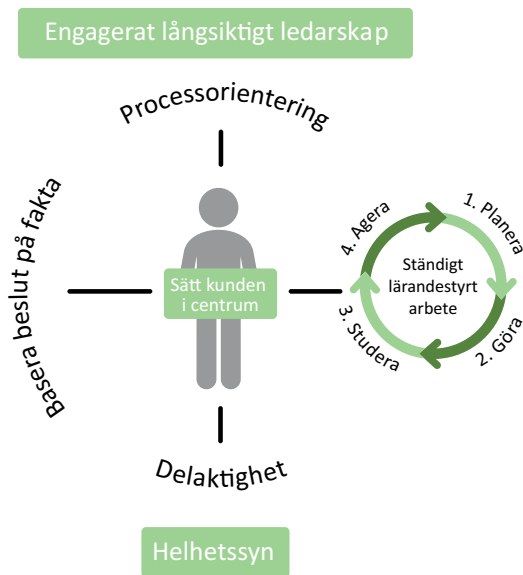 Engagerat långsiktigt ledarskap
Processorientering
Basera beslut på fakta
Sätt kunden
i centrum
1. Planera
2. Göra
3. Studera
4. Agera
Ständigt
lärandestyrt
arbete
Delaktighet
Helhetssyn